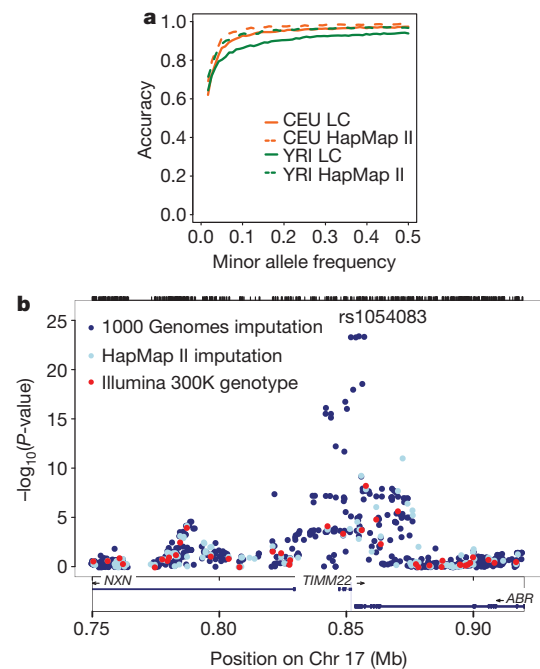 a
1.0
0.8
0.6
0.4
0.2
0.0
Accuracy
CEU LC
CEU HapMap II
YRI LC
YRI HapMap II
0.0 0.1 0.2 0.3 0.4 0.5
Minor allele frequency
b
rs1054083
25
20
15
10
5
0
–log10(P-value)
1000 Genomes imputation
HapMap II imputation
Illumina 300K genotype
NXN
TIMM22
ABR
0.75 0.80 0.85 0.90
Position on Chr 17 (Mb)